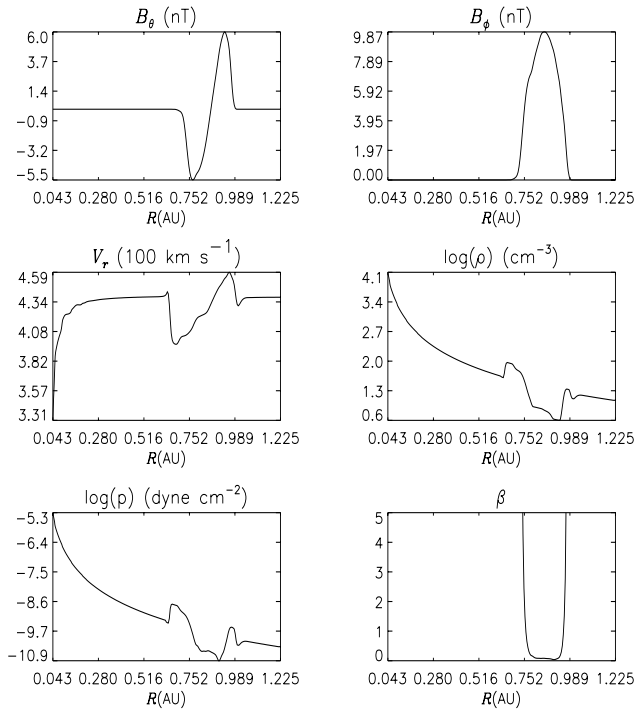 B_θ (nT)
6.0
3.7
1.4
−0.9
−3.2
−5.5
0.043 0.280 0.516 0.752 0.989 1.225
R(AU)
B_ϕ (nT)
9.87
7.89
5.92
3.95
1.97
0.00
0.043 0.280 0.516 0.752 0.989 1.225
R(AU)
V_r (100 km s^−1)
4.59
4.34
4.08
3.82
3.57
3.31
0.043 0.280 0.516 0.752 0.989 1.225
R(AU)
log(ρ) (cm^−3)
4.1
3.4
2.7
2.0
1.3
0.6
0.043 0.280 0.516 0.752 0.989 1.225
R(AU)
log(p) (dyne cm^−2)
−5.3
−6.4
−7.5
−8.6
−9.7
−10.9
0.043 0.280 0.516 0.752 0.989 1.225
R(AU)
β
5
4
3
2
1
0
0.043 0.280 0.516 0.752 0.989 1.225
R(AU)